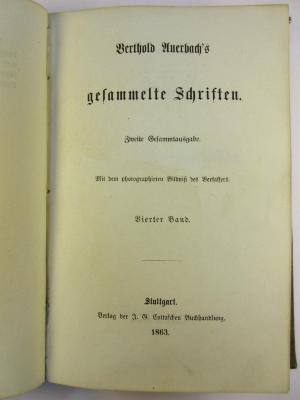 Berthold Auerbach's
gesammelte Schriften.
Zweite Gesammtausgabe.
Mit dem photographirten Bildniß des Verfassers.
Vierter Band.
Stuttgart.
Verlag der J. G. Cotta'schen Buchhandlung.
1863.